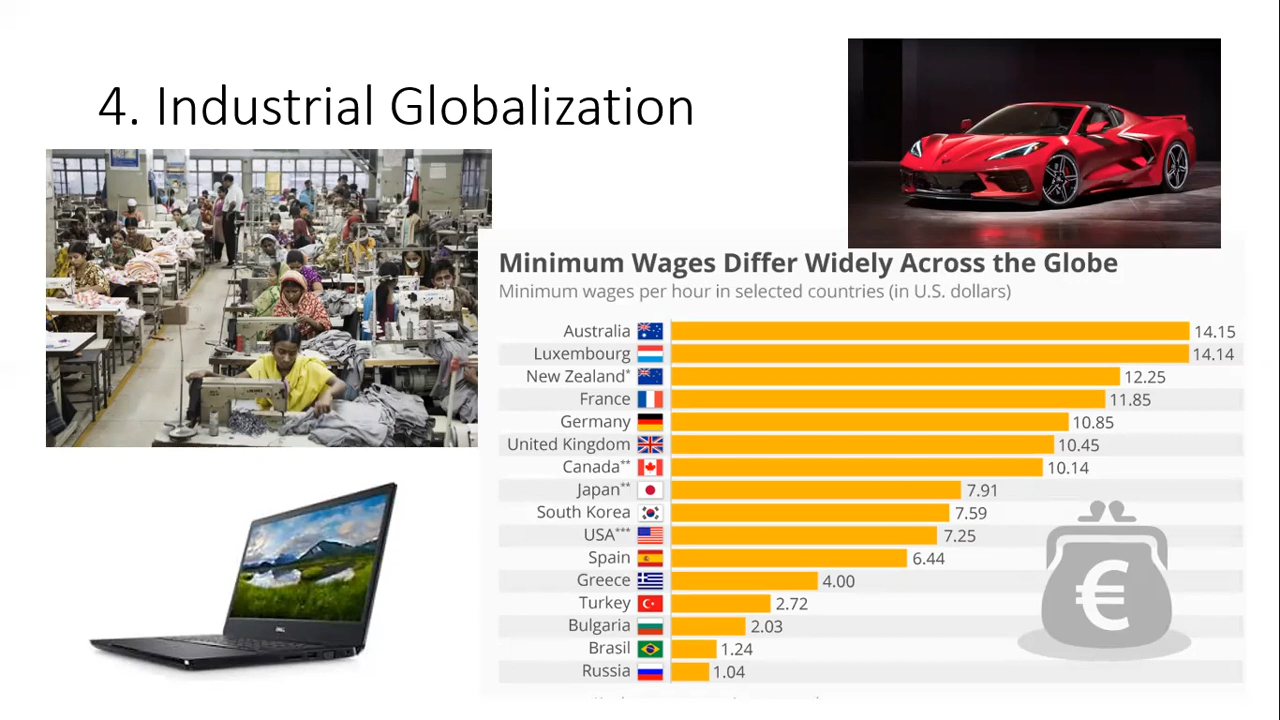 4. Industrial Globalization
Minimum Wages Differ Widely Across the Globe
Minimum wages per hour in selected countries (in U.S. dollars)
Australia 14.15
Luxembourg 14.14
New Zealand* 12.25
France 11.85
Germany 10.85
United Kingdom 10.45
Canada** 10.14
Japan** 7.91
South Korea 7.59
USA*** 7.25
Spain 6.44
Greece 4.00
Turkey 2.72
Bulgaria 2.03
Brasil 1.24
Russia 1.04
€
DELL